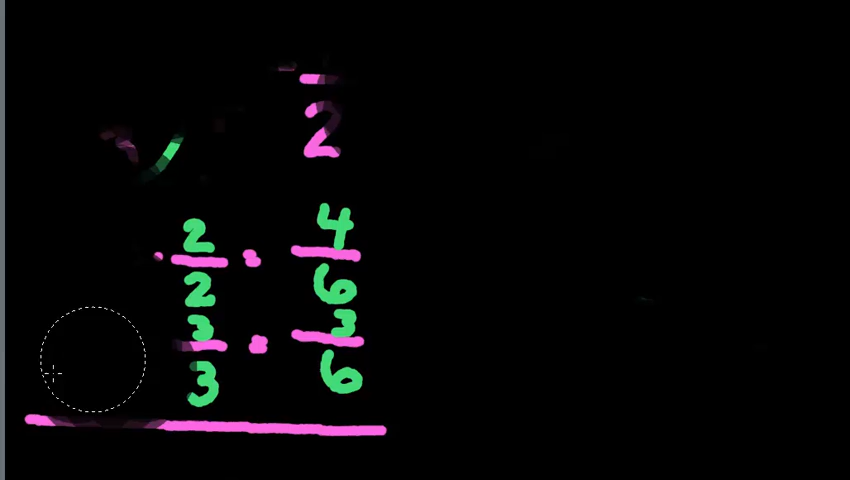 2
2 4
· — = —
2 6
3 3
— = —
3 6